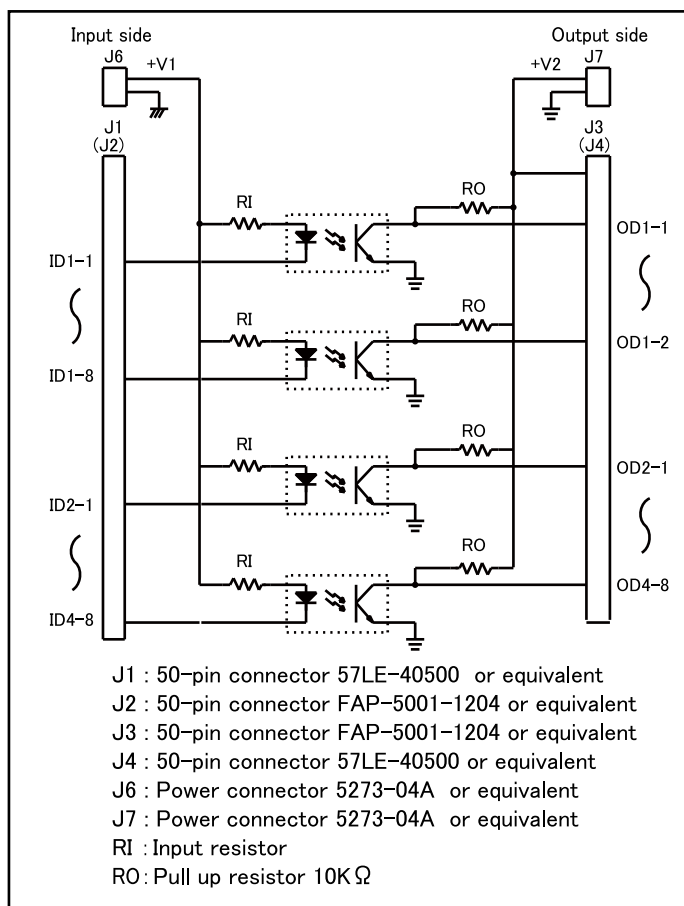 Input side
Output side
J6
+V1
+V2
J7
J1
(J2)
J3
(J4)
RI
RO
ID1-1
OD1-1
RI
RO
ID1-8
OD1-2
RI
RO
ID2-1
OD2-1
RI
RO
ID4-8
OD4-8
J1 : 50-pin connector 57LE-40500 or equivalent
J2 : 50-pin connector FAP-5001-1204 or equivalent
J3 : 50-pin connector FAP-5001-1204 or equivalent
J4 : 50-pin connector 57LE-40500 or equivalent
J6 : Power connector 5273-04A or equivalent
J7 : Power connector 5273-04A or equivalent
RI : Input resistor
RO : Pull up resistor 10KΩ